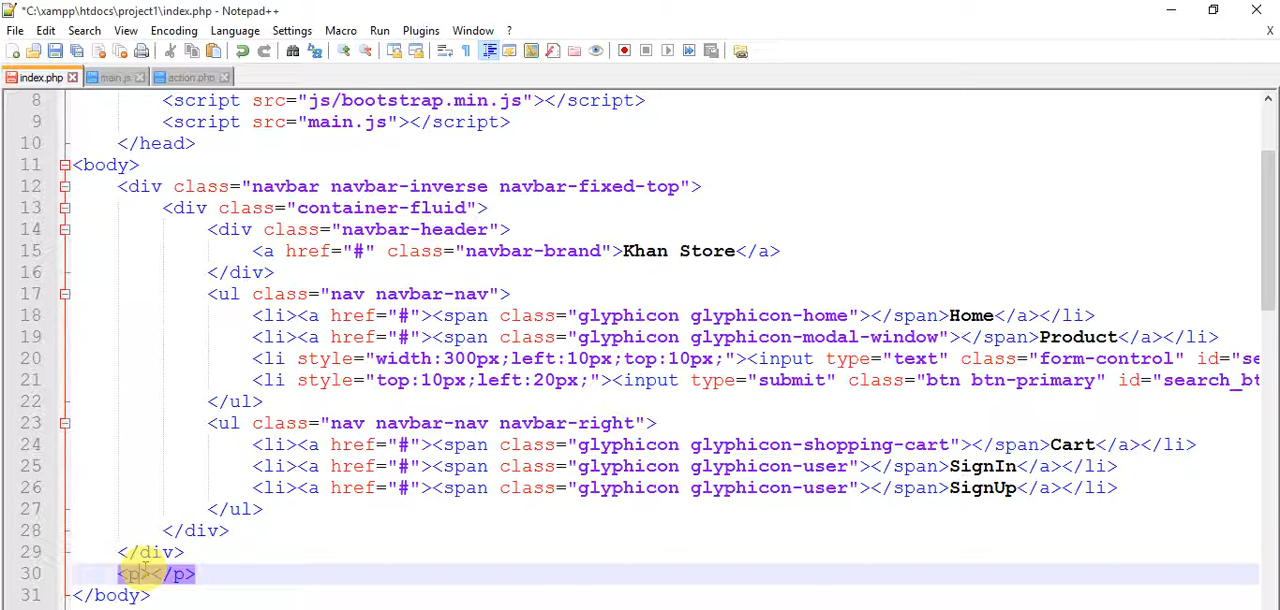 *C:\xampp\htdocs\project1\index.php - Notepad++
File Edit Search View Encoding Language Settings Macro Run Plugins Window ? X
index.php main.js action.php
8 <script src="js/bootstrap.min.js"></script>
9 <script src="main.js"></script>
10 </head>
11 <body>
12 <div class="navbar navbar-inverse navbar-fixed-top">
13 <div class="container-fluid">
14 <div class="navbar-header">
15 <a href="#" class="navbar-brand">Khan Store</a>
16 </div>
17 <ul class="nav navbar-nav">
18 <li><a href="#"><span class="glyphicon glyphicon-home"></span>Home</a></li>
19 <li><a href="#"><span class="glyphicon glyphicon-modal-window"></span>Product</a></li>
20 <li style="width:300px;left:10px;top:10px;"><input type="text" class="form-control" id="se
21 <li style="top:10px;left:20px;"><input type="submit" class="btn btn-primary" id="search_bt
22 </ul>
23 <ul class="nav navbar-nav navbar-right">
24 <li><a href="#"><span class="glyphicon glyphicon-shopping-cart"></span>Cart</a></li>
25 <li><a href="#"><span class="glyphicon glyphicon-user"></span>SignIn</a></li>
26 <li><a href="#"><span class="glyphicon glyphicon-user"></span>SignUp</a></li>
27 </ul>
28 </div>
29 </div>
30 <p></p>
31 </body>